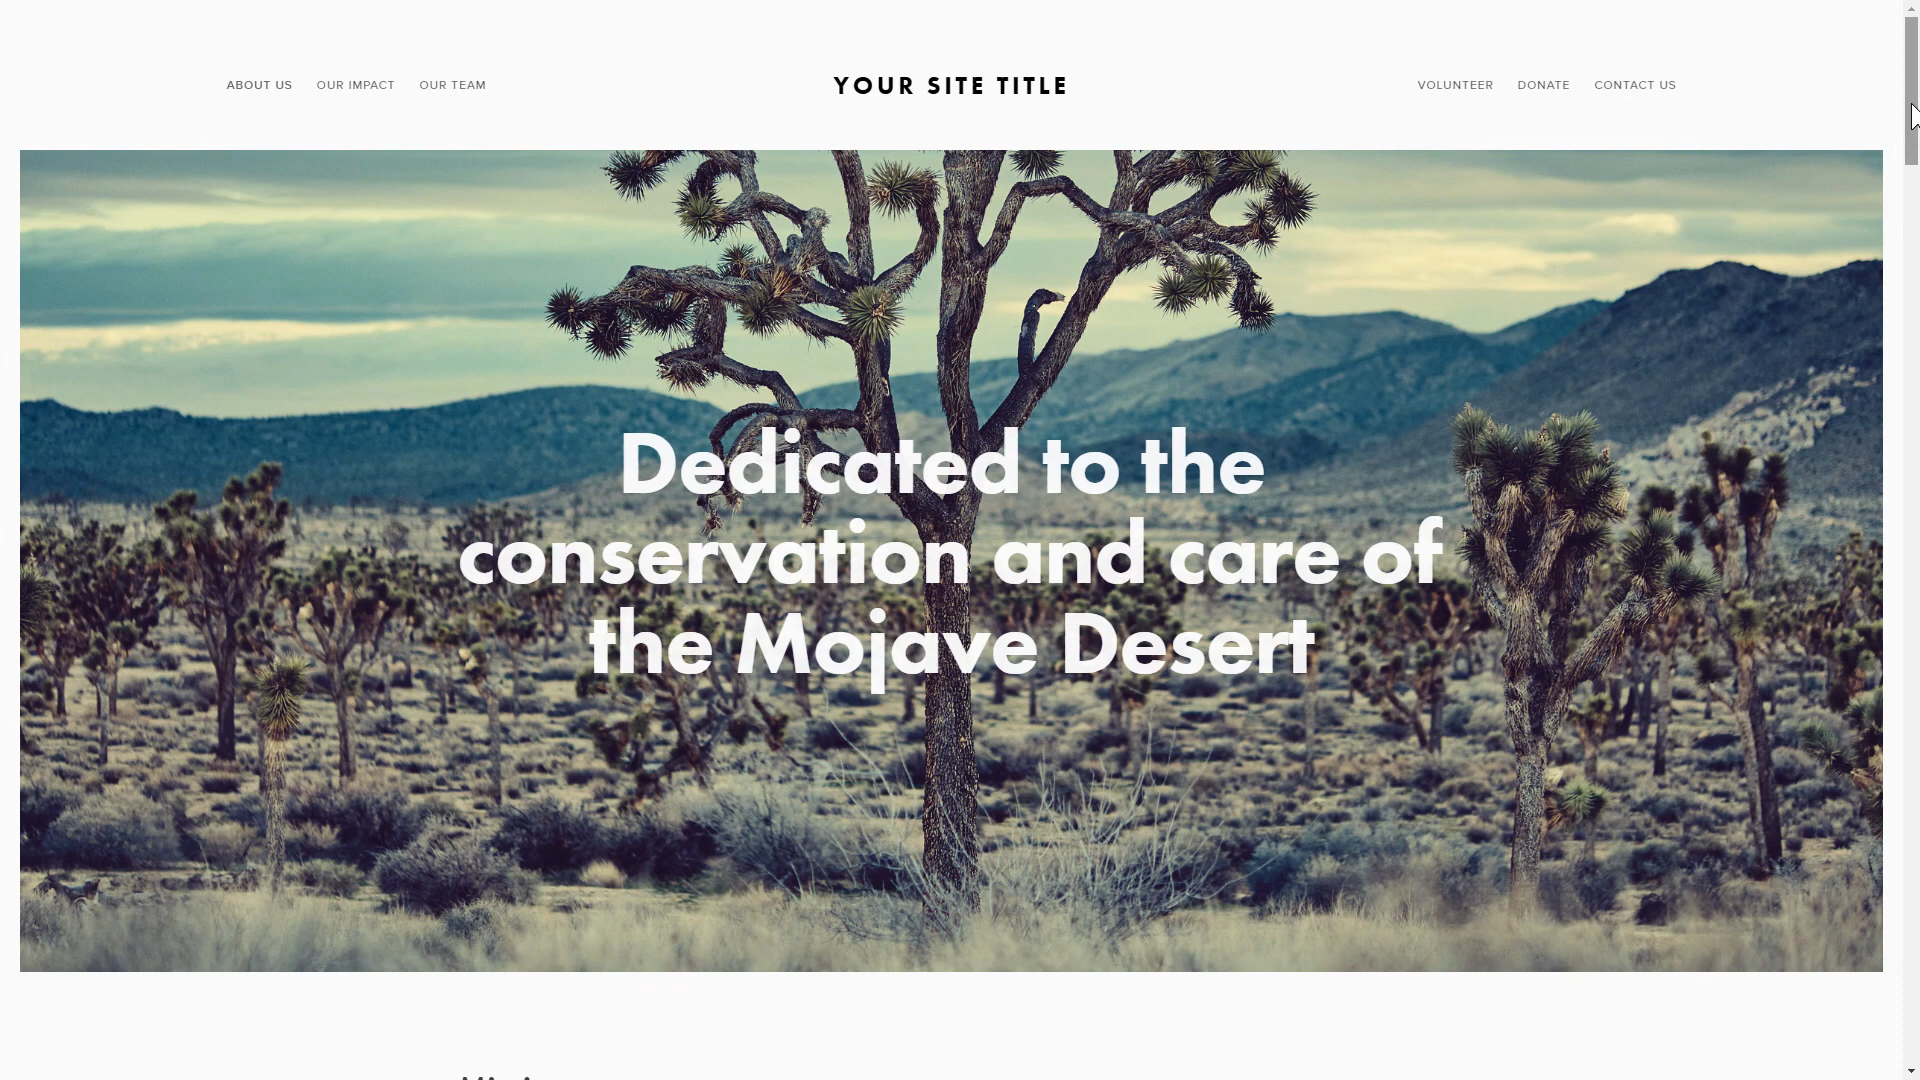 ABOUT US OUR IMPACT OUR TEAM YOUR SITE TITLE VOLUNTEER DONATE CONTACT US
Dedicated to the
conservation and care of
the Mojave Desert